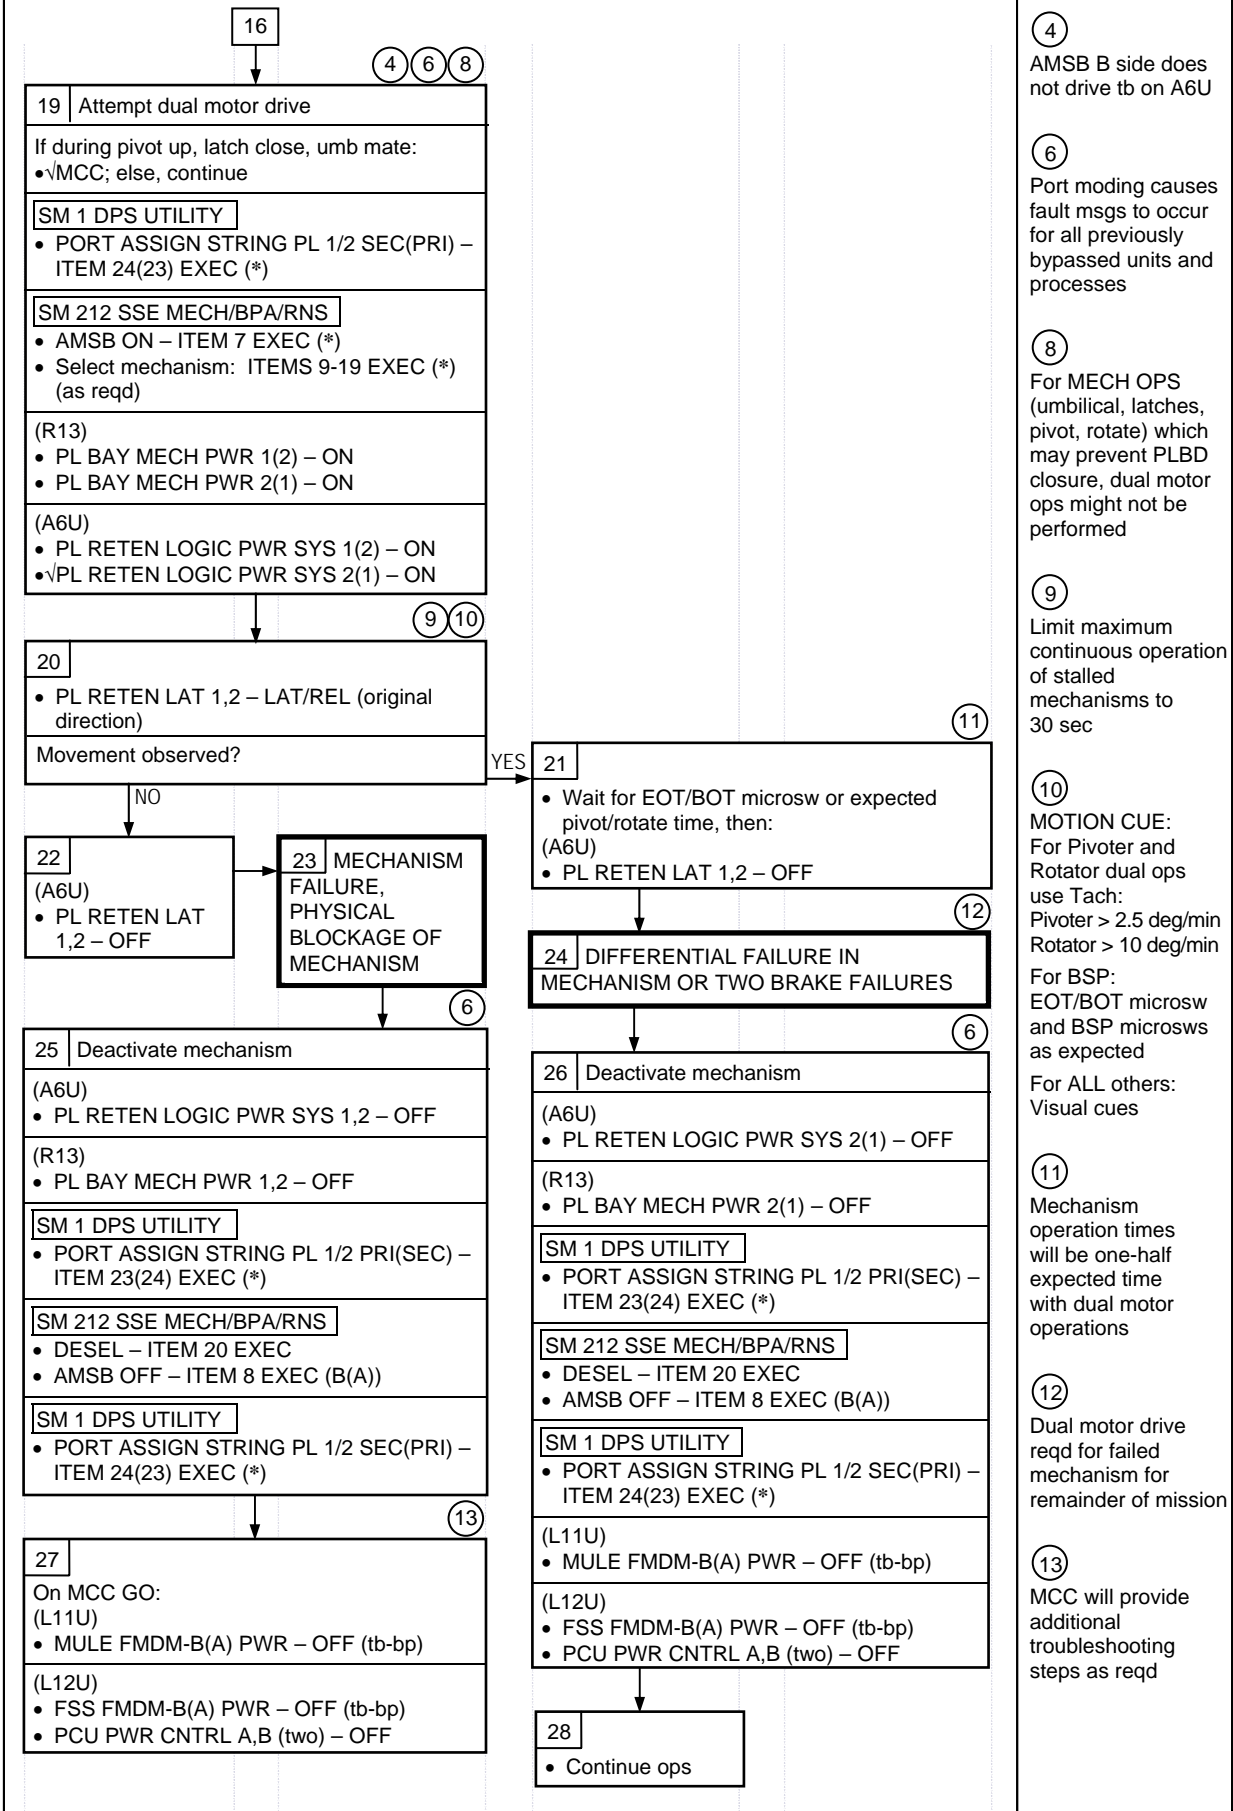 16
4 6 8
19 Attempt dual motor drive
If during pivot up, latch close, umb mate:
•√MCC; else, continue
SM 1 DPS UTILITY
• PORT ASSIGN STRING PL 1/2 SEC(PRI) –
ITEM 24(23) EXEC (*)
SM 212 SSE MECH/BPA/RNS
• AMSB ON – ITEM 7 EXEC (*)
• Select mechanism: ITEMS 9-19 EXEC (*)
(as reqd)
(R13)
• PL BAY MECH PWR 1(2) – ON
• PL BAY MECH PWR 2(1) – ON
(A6U)
• PL RETEN LOGIC PWR SYS 1(2) – ON
•√PL RETEN LOGIC PWR SYS 2(1) – ON
9 10
20
• PL RETEN LAT 1,2 – LAT/REL (original
direction)
Movement observed?
YES
NO
11
21
• Wait for EOT/BOT microsw or expected
pivot/rotate time, then:
(A6U)
• PL RETEN LAT 1,2 – OFF
22
(A6U)
• PL RETEN LAT
1,2 – OFF
23 MECHANISM
FAILURE,
PHYSICAL
BLOCKAGE OF
MECHANISM
12
24 DIFFERENTIAL FAILURE IN
MECHANISM OR TWO BRAKE FAILURES
6
25 Deactivate mechanism
(A6U)
• PL RETEN LOGIC PWR SYS 1,2 – OFF
(R13)
• PL BAY MECH PWR 1,2 – OFF
SM 1 DPS UTILITY
• PORT ASSIGN STRING PL 1/2 PRI(SEC) –
ITEM 23(24) EXEC (*)
SM 212 SSE MECH/BPA/RNS
• DESEL – ITEM 20 EXEC
• AMSB OFF – ITEM 8 EXEC (B(A))
SM 1 DPS UTILITY
• PORT ASSIGN STRING PL 1/2 SEC(PRI) –
ITEM 24(23) EXEC (*)
13
27
On MCC GO:
(L11U)
• MULE FMDM-B(A) PWR – OFF (tb-bp)
(L12U)
• FSS FMDM-B(A) PWR – OFF (tb-bp)
• PCU PWR CNTRL A,B (two) – OFF
6
26 Deactivate mechanism
(A6U)
• PL RETEN LOGIC PWR SYS 2(1) – OFF
(R13)
• PL BAY MECH PWR 2(1) – OFF
SM 1 DPS UTILITY
• PORT ASSIGN STRING PL 1/2 PRI(SEC) –
ITEM 23(24) EXEC (*)
SM 212 SSE MECH/BPA/RNS
• DESEL – ITEM 20 EXEC
• AMSB OFF – ITEM 8 EXEC (B(A))
SM 1 DPS UTILITY
• PORT ASSIGN STRING PL 1/2 SEC(PRI) –
ITEM 24(23) EXEC (*)
(L11U)
• MULE FMDM-B(A) PWR – OFF (tb-bp)
(L12U)
• FSS FMDM-B(A) PWR – OFF (tb-bp)
• PCU PWR CNTRL A,B (two) – OFF
28
• Continue ops
4
AMSB B side does
not drive tb on A6U
6
Port moding causes
fault msgs to occur
for all previously
bypassed units and
processes
8
For MECH OPS
(umbilical, latches,
pivot, rotate) which
may prevent PLBD
closure, dual motor
ops might not be
performed
9
Limit maximum
continuous operation
of stalled
mechanisms to
30 sec
10
MOTION CUE:
For Pivoter and
Rotator dual ops
use Tach:
Pivoter > 2.5 deg/min
Rotator > 10 deg/min
For BSP:
EOT/BOT microsw
and BSP microsws
as expected
For ALL others:
Visual cues
11
Mechanism
operation times
will be one-half
expected time
with dual motor
operations
12
Dual motor drive
reqd for failed
mechanism for
remainder of mission
13
MCC will provide
additional
troubleshooting
steps as reqd